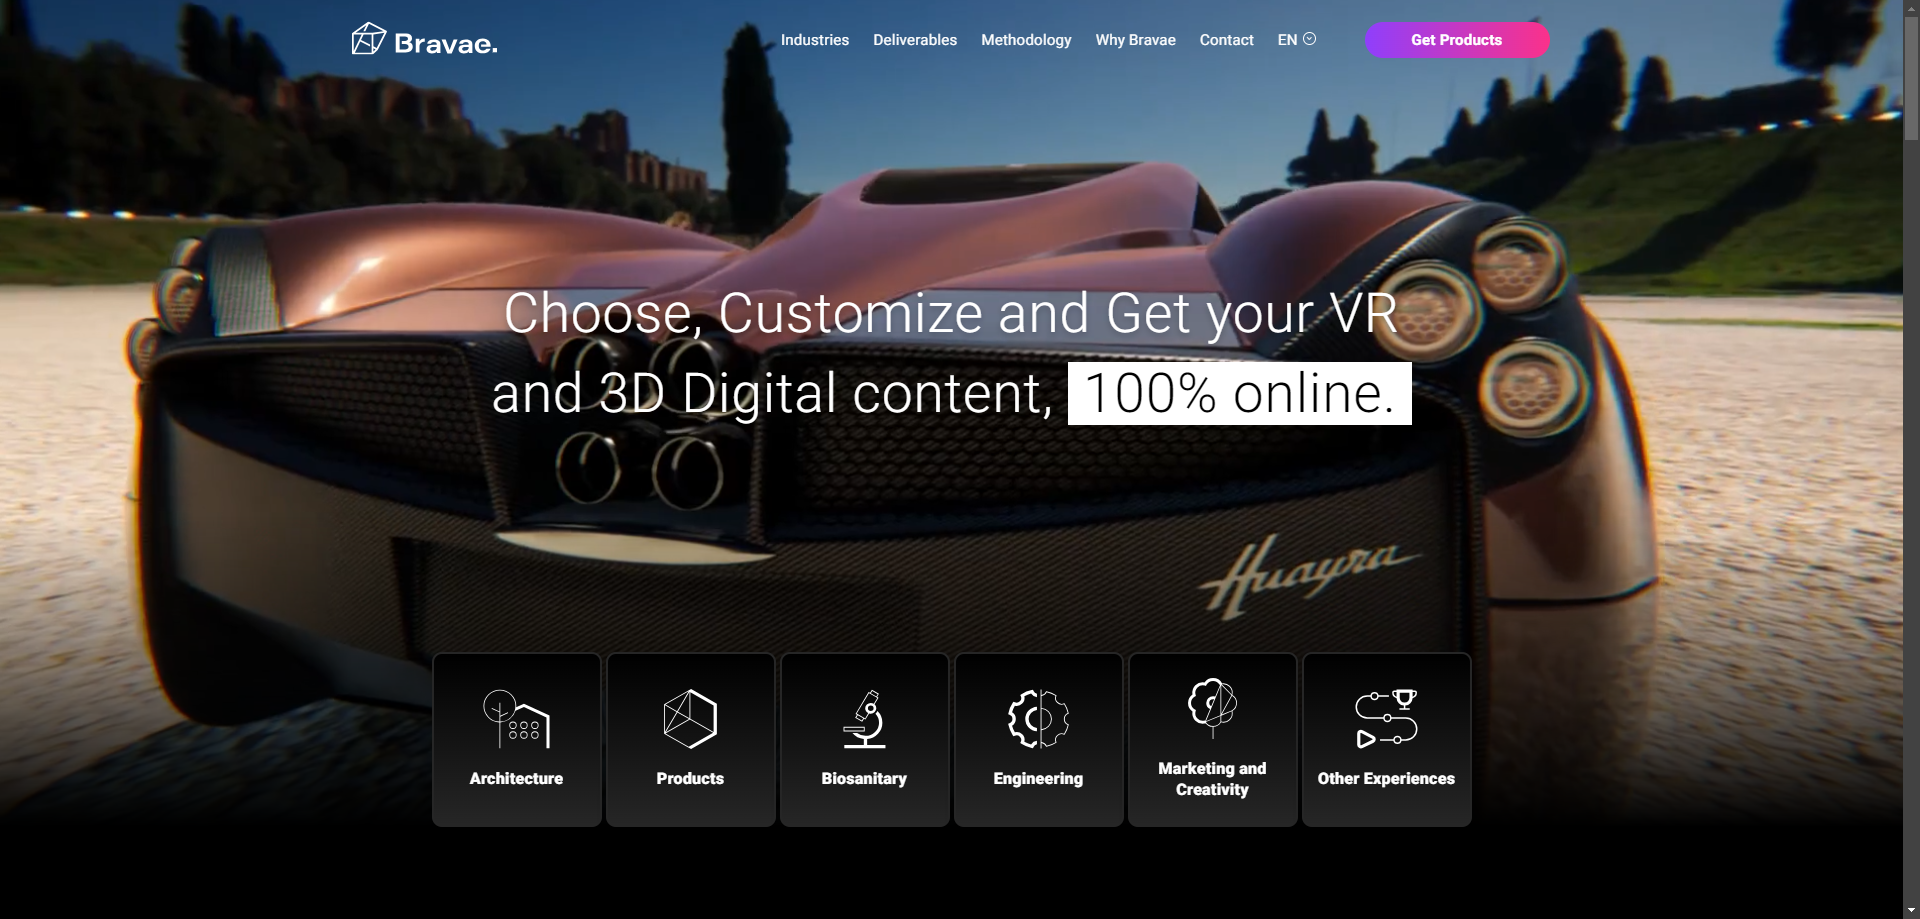 Bravae.
Industries
Deliverables
Methodology
Why Bravae
Contact
EN
Get Products
Choose, Customize and Get your VR
and 3D Digital content, 100% online.
Huayra
Architecture
Products
Biosanitary
Engineering
Marketing and
Creativity
Other Experiences